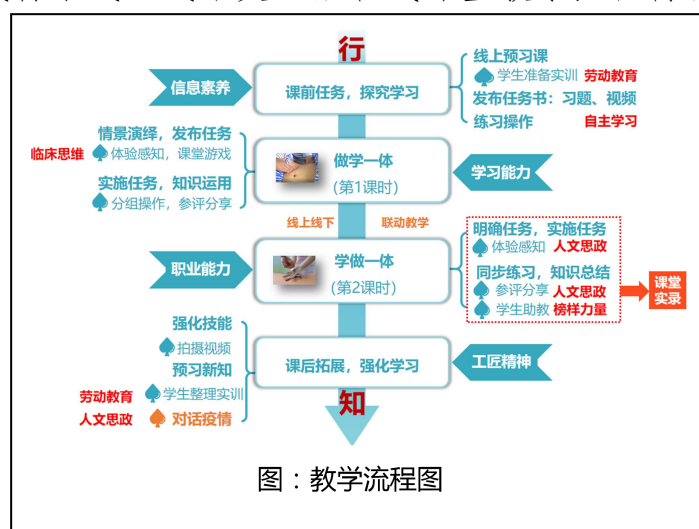 行
信息素养
课前任务，探究学习
线上预习课
学生准备实训 劳动教育
发布任务书：习题、视频
练习操作 自主学习
情景演绎，发布任务
临床思维 体验感知，课堂游戏
实施任务，知识运用
分组操作，参评分享
做学一体
(第1课时)
学习能力
线上线下 联动教学
职业能力
学做一体
(第2课时)
明确任务，实施任务
体验感知 人文思政
同步练习，知识总结
参评分享 人文思政
学生助教 榜样力量
课堂
实录
强化技能
拍摄视频
预习新知
劳动教育 学生整理实训
人文思政 对话疫情
课后拓展，强化学习
工匠精神
知
图：教学流程图